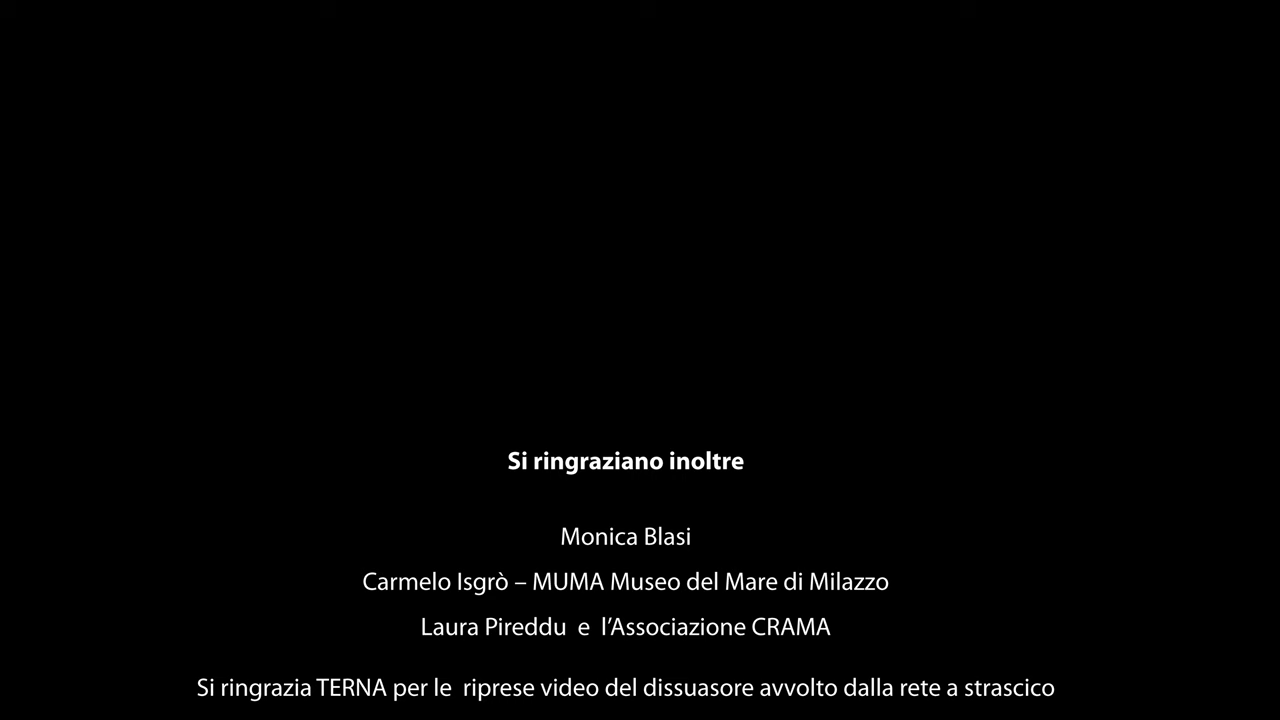 Si ringraziano inoltre
Monica Blasi
Carmelo Isgrò – MUMA Museo del Mare di Milazzo
Laura Pireddu e l’Associazione CRAMA
Si ringrazia TERNA per le riprese video del dissuasore avvolto dalla rete a strascico